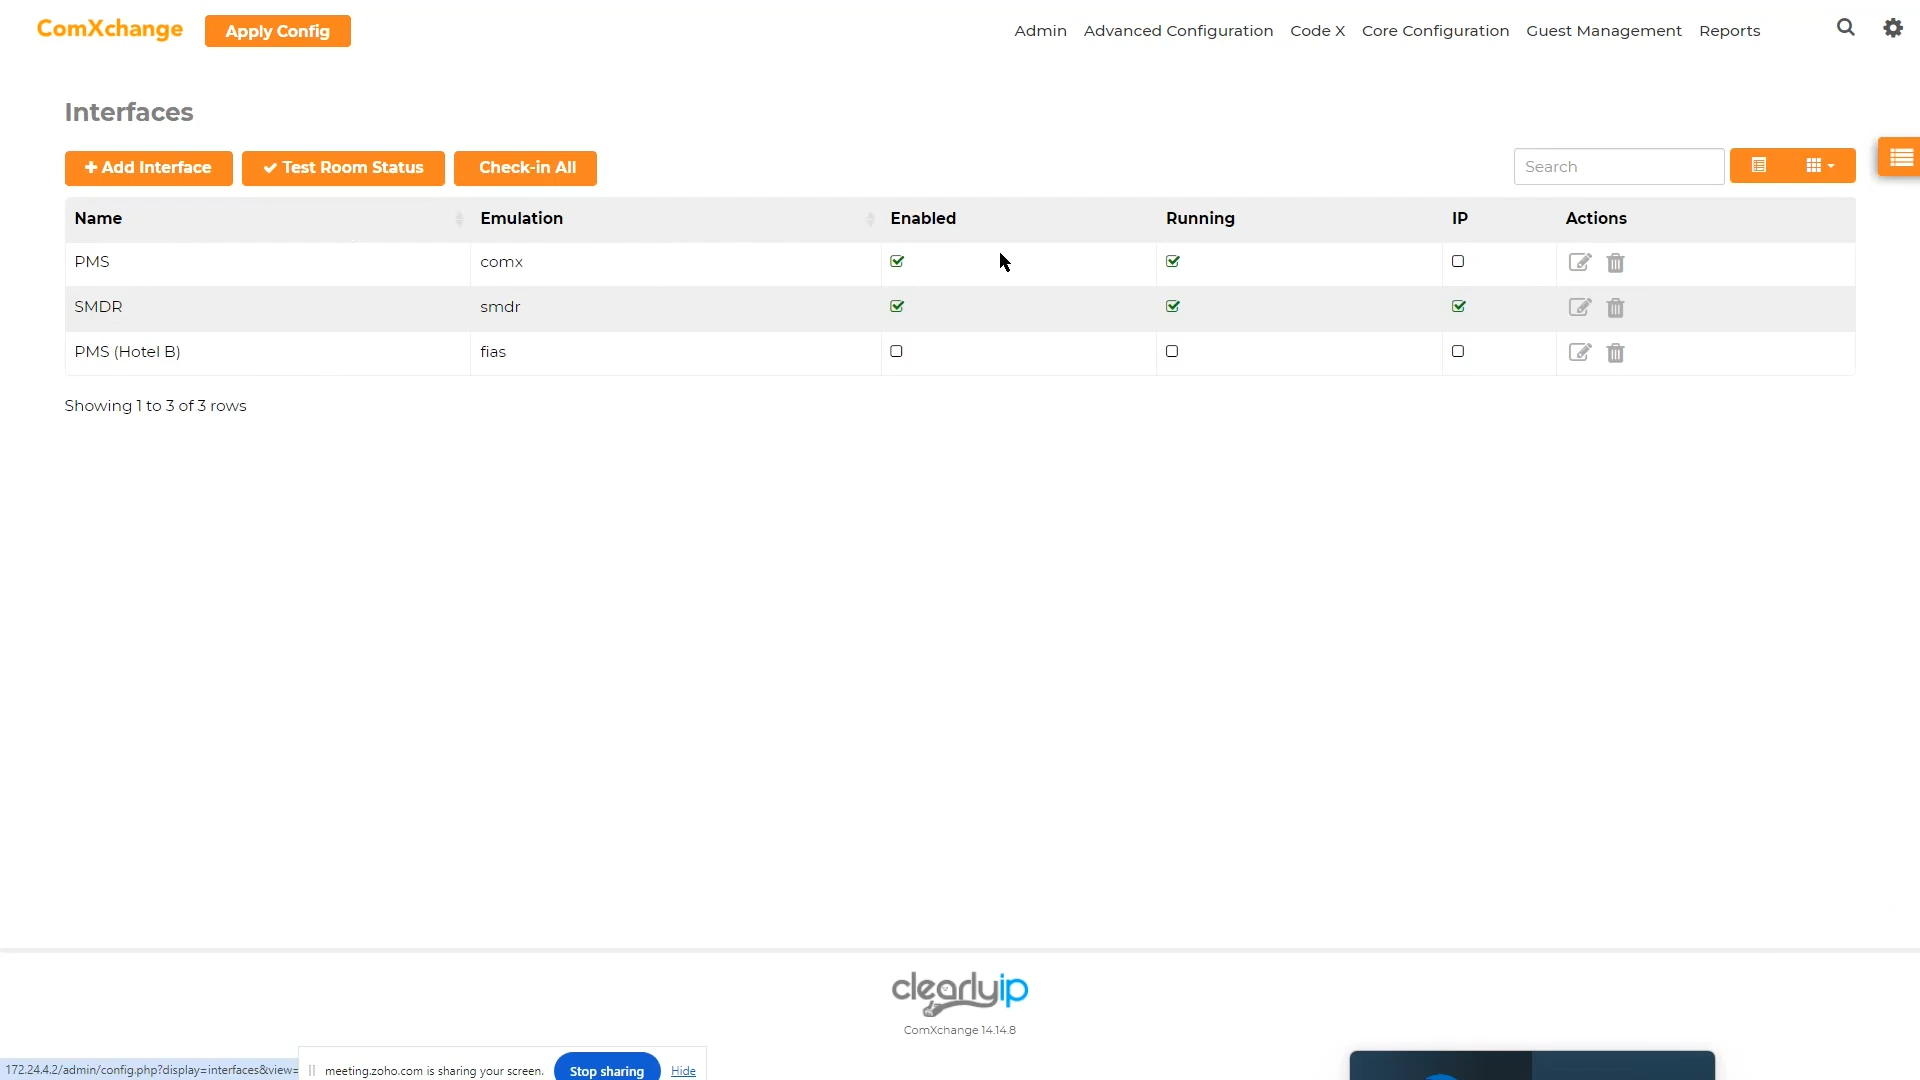 ComXchange
Apply Config
Admin Advanced Configuration Code X Core Configuration Guest Management Reports
Interfaces
Add Interface
Test Room Status
Check-in All
Search
Name Emulation Enabled Running IP Actions
PMS comx
SMDR smdr
PMS (Hotel B) fias
Showing 1 to 3 of 3 rows
clearlyip
ComXchange 14.14.8
172.24.4.2/admin/config.php?display=interfaces&view=
meeting.zoho.com is sharing your screen. Stop sharing Hide